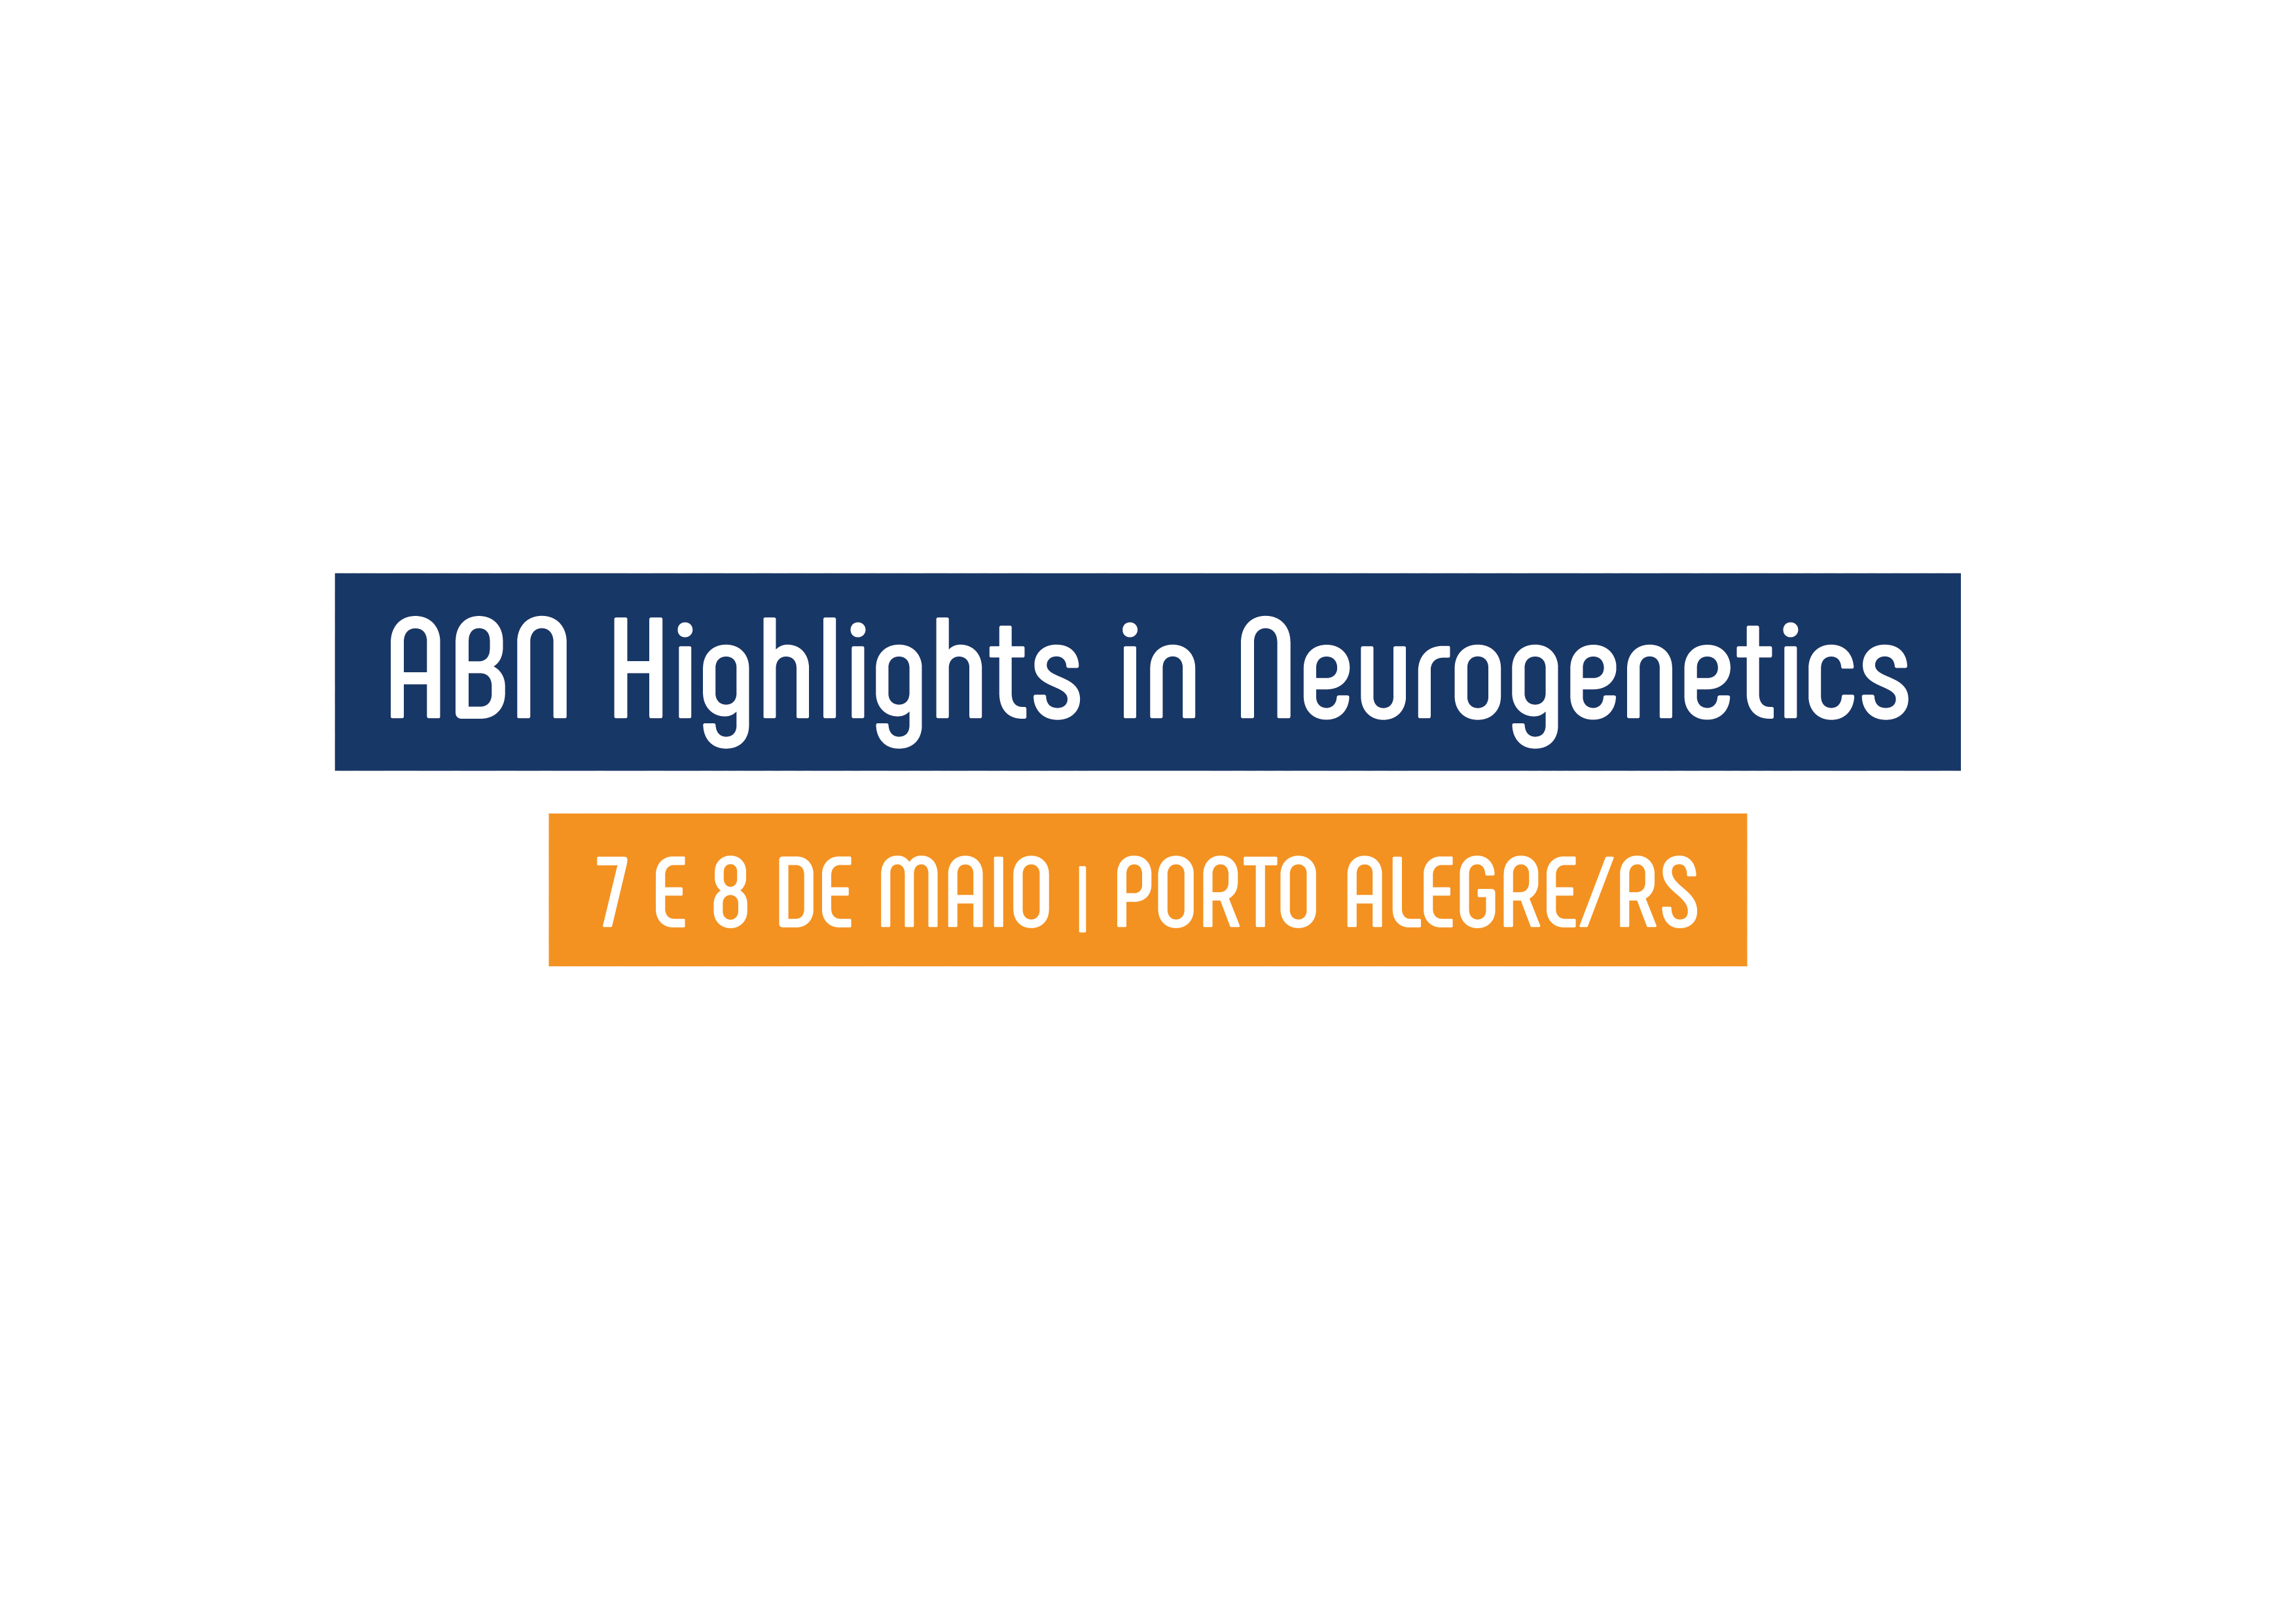 ABN Highlights in Neurogenetics
7 E 8 DE MAIO | PORTO ALEGRE/RS